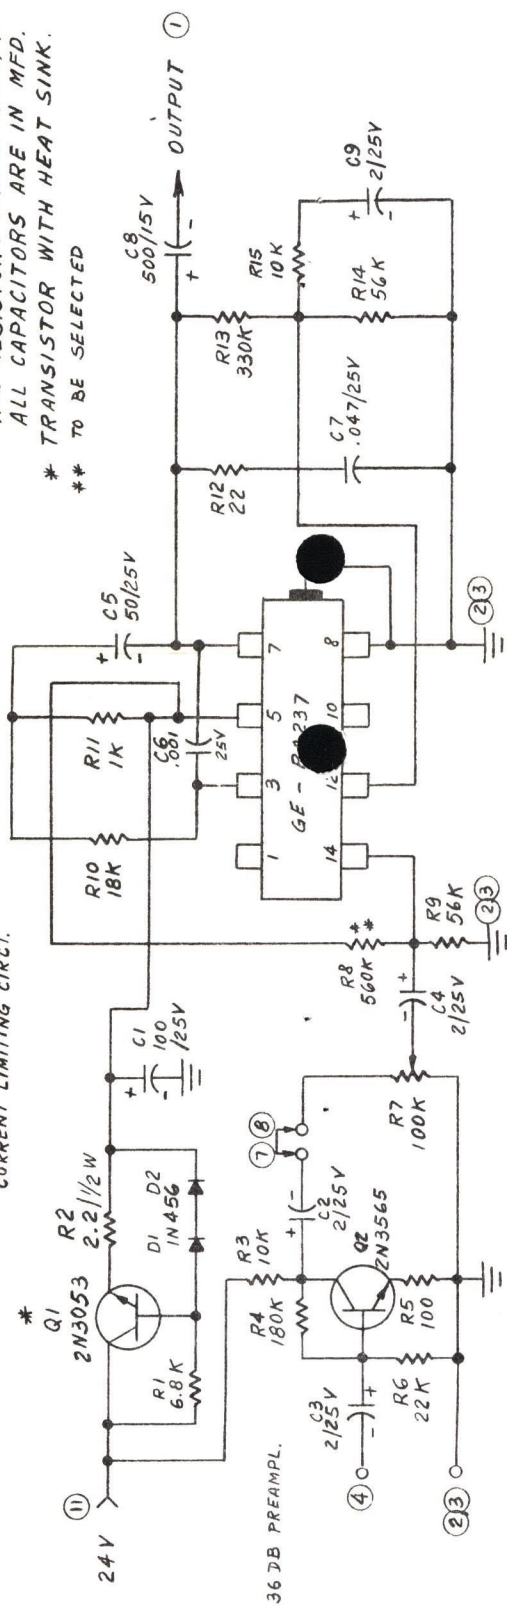 ALL CAPACITORS ARE IN MFD.
* TRANSISTOR WITH HEAT SINK.
** TO BE SELECTED
CURRENT LIMITING CIRCT.
24V
11
*
Q1
2N3053
R2
2.2 1/2W
R1
6.8K
D1 D2
1N456
C1
100
/25V
R10
18K
R11
1K
C5
50/25V
C6
.001
25V
C8
500/15V
OUTPUT
1
R12
22
R13
330K
R15
10K
C9
2/25V
C7
.047/25V
R14
56K
1 3 5 7
GE -
237
14 10 8
2,3
36 DB PREAMPL.
4
2,3
C3
2/25V
R4
180K
R3
10K
C2
2/25V
7 8
Q2
2N3565
R5
100
R6
22K
R7
100K
C4
2/25V
R8
560K
**
R9
56K
2,3